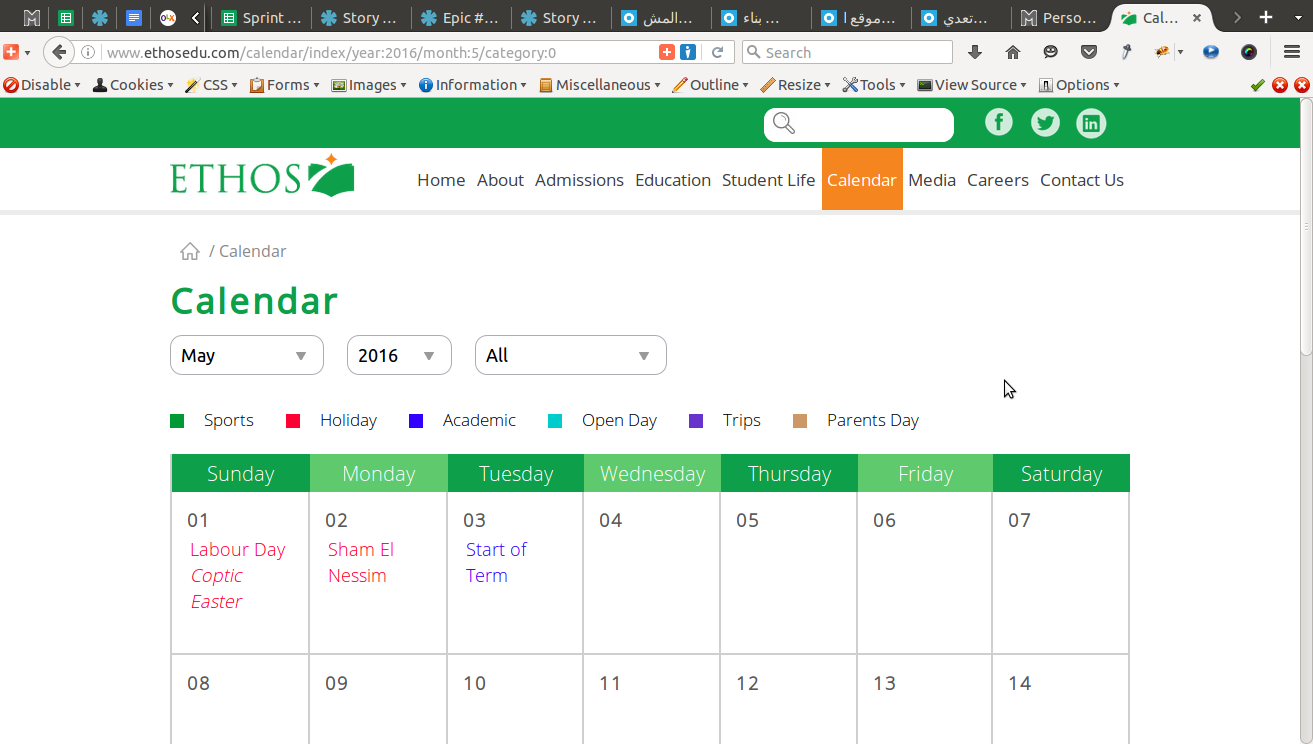 Sprint ...
Story ...
Epic #...
Story ...
المش...
بناء ...
موقع ا...
تعدي...
Perso...
Cal...
www.ethosedu.com/calendar/index/year:2016/month:5/category:0
Search
Disable Cookies CSS Forms Images Information Miscellaneous Outline Resize Tools View Source Options
ETHOS
Home About Admissions Education Student Life Calendar Media Careers Contact Us
/ Calendar
Calendar
May 2016 All
Sports Holiday Academic Open Day Trips Parents Day
Sunday Monday Tuesday Wednesday Thursday Friday Saturday
01 02 03 04 05 06 07
Labour Day
Coptic
Easter
Sham El
Nessim
Start of
Term
08 09 10 11 12 13 14